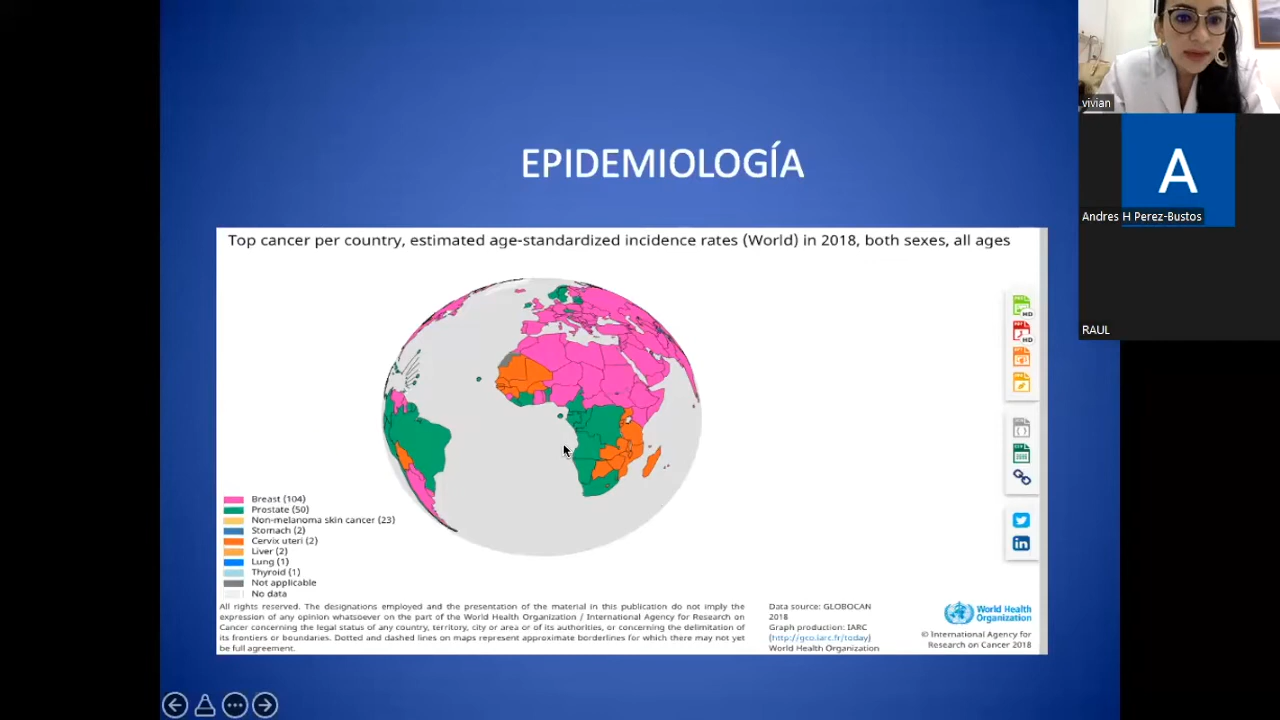 EPIDEMIOLOGÍA
Top cancer per country, estimated age-standardized incidence rates (World) in 2018, both sexes, all ages
Breast (104)
Prostate (50)
Non-melanoma skin cancer (23)
Stomach (2)
Cervix uteri (2)
Liver (2)
Lung (1)
Thyroid (1)
Not applicable
No data
All rights reserved. The designations employed and the presentation of the material in this publication do not imply the
expression of any opinion whatsoever on the part of the World Health Organization / International Agency for Research on
Cancer concerning the legal status of any country, territory, city or area or of its authorities, or concerning the delimitation of
its frontiers or boundaries. Dotted and dashed lines on maps represent approximate borderlines for which there may not yet
be full agreement.
Data source: GLOBOCAN
2018
Graph production: IARC
(http://gco.iarc.fr/today)
World Health Organization
World Health
Organization
© International Agency for
Research on Cancer 2018
HD
HD
vivian
A
Andres H Perez-Bustos
RAUL